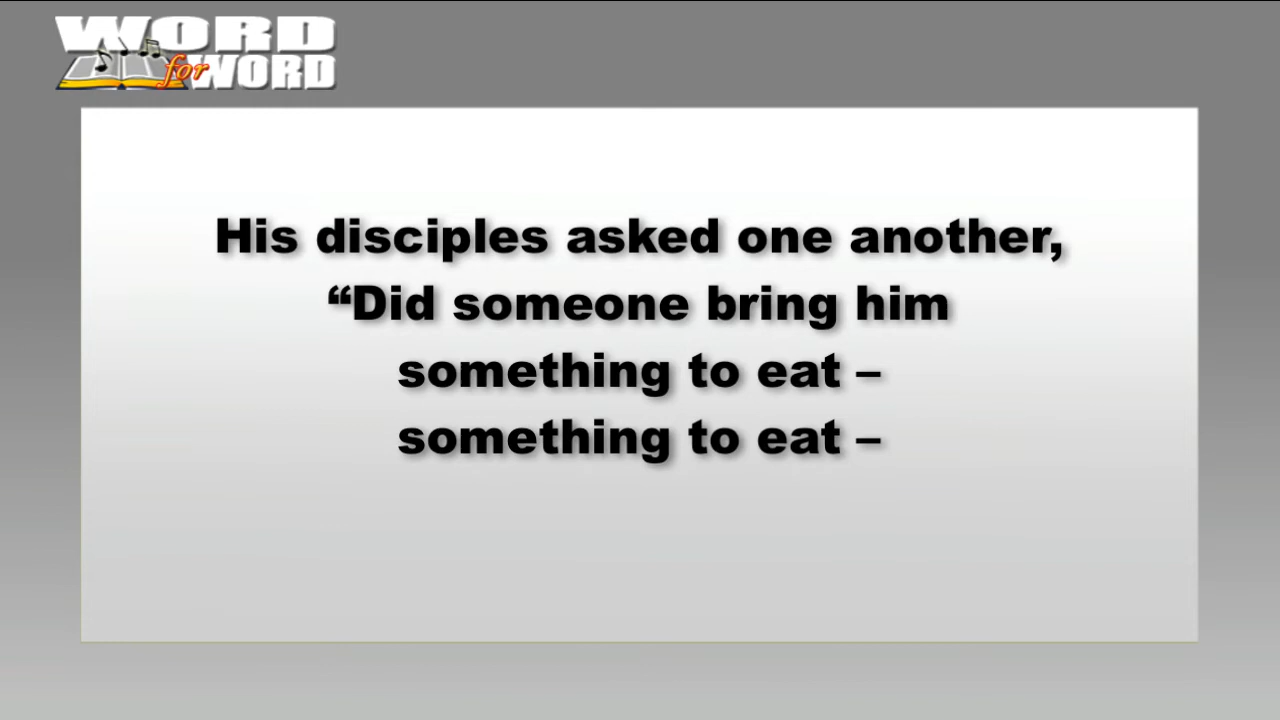 WORD
for WORD
His disciples asked one another,
“Did someone bring him
something to eat –
something to eat –